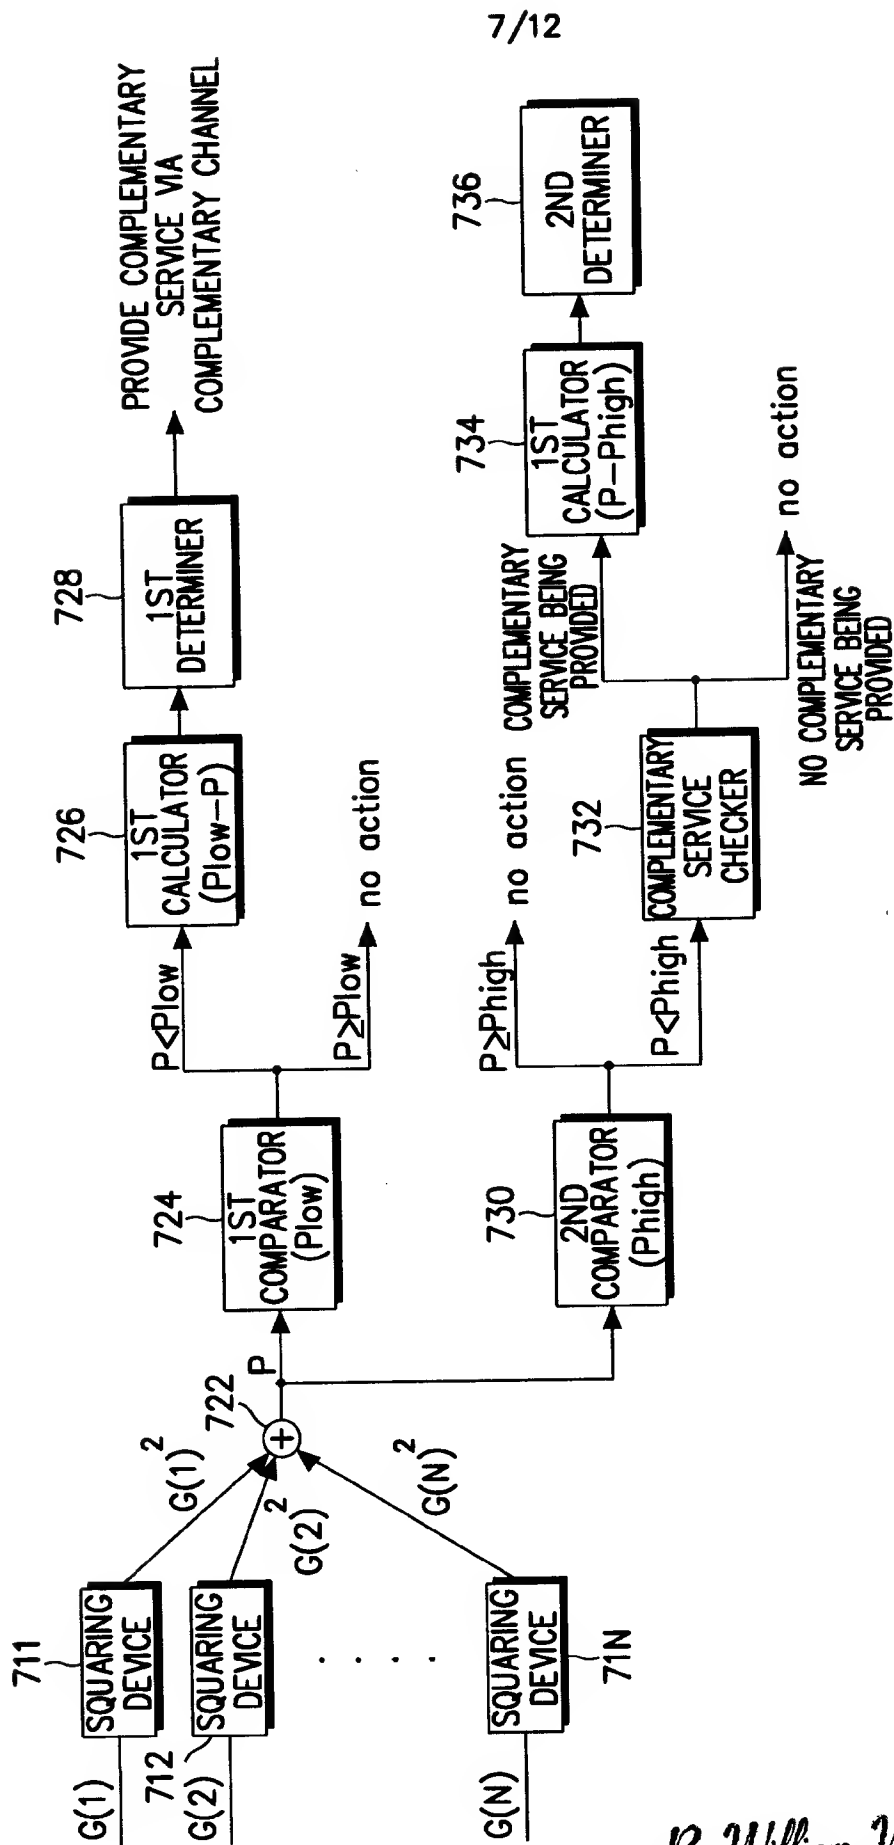 7/12
G(1)
711
SQUARING
DEVICE
G(1)²
G(2)
712
SQUARING
DEVICE
G(2)²
. . . .
G(N)
71N
SQUARING
DEVICE
G(N)²
722
+
P
724
1ST
COMPARATOR
(Plow)
P<Plow
P≥Plow
no action
726
1ST
CALCULATOR
(Plow-P)
728
1ST
DETERMINER
PROVIDE COMPLEMENTARY
SERVICE VIA
COMPLEMENTARY CHANNEL
730
2ND
COMPARATOR
(Phigh)
P≥Phigh
no action
P<Phigh
732
COMPLEMENTARY
SERVICE
CHECKER
COMPLEMENTARY
SERVICE BEING
PROVIDED
NO COMPLEMENTARY
SERVICE BEING
PROVIDED
no action
734
1ST
CALCULATOR
(P-Phigh)
736
2ND
DETERMINER